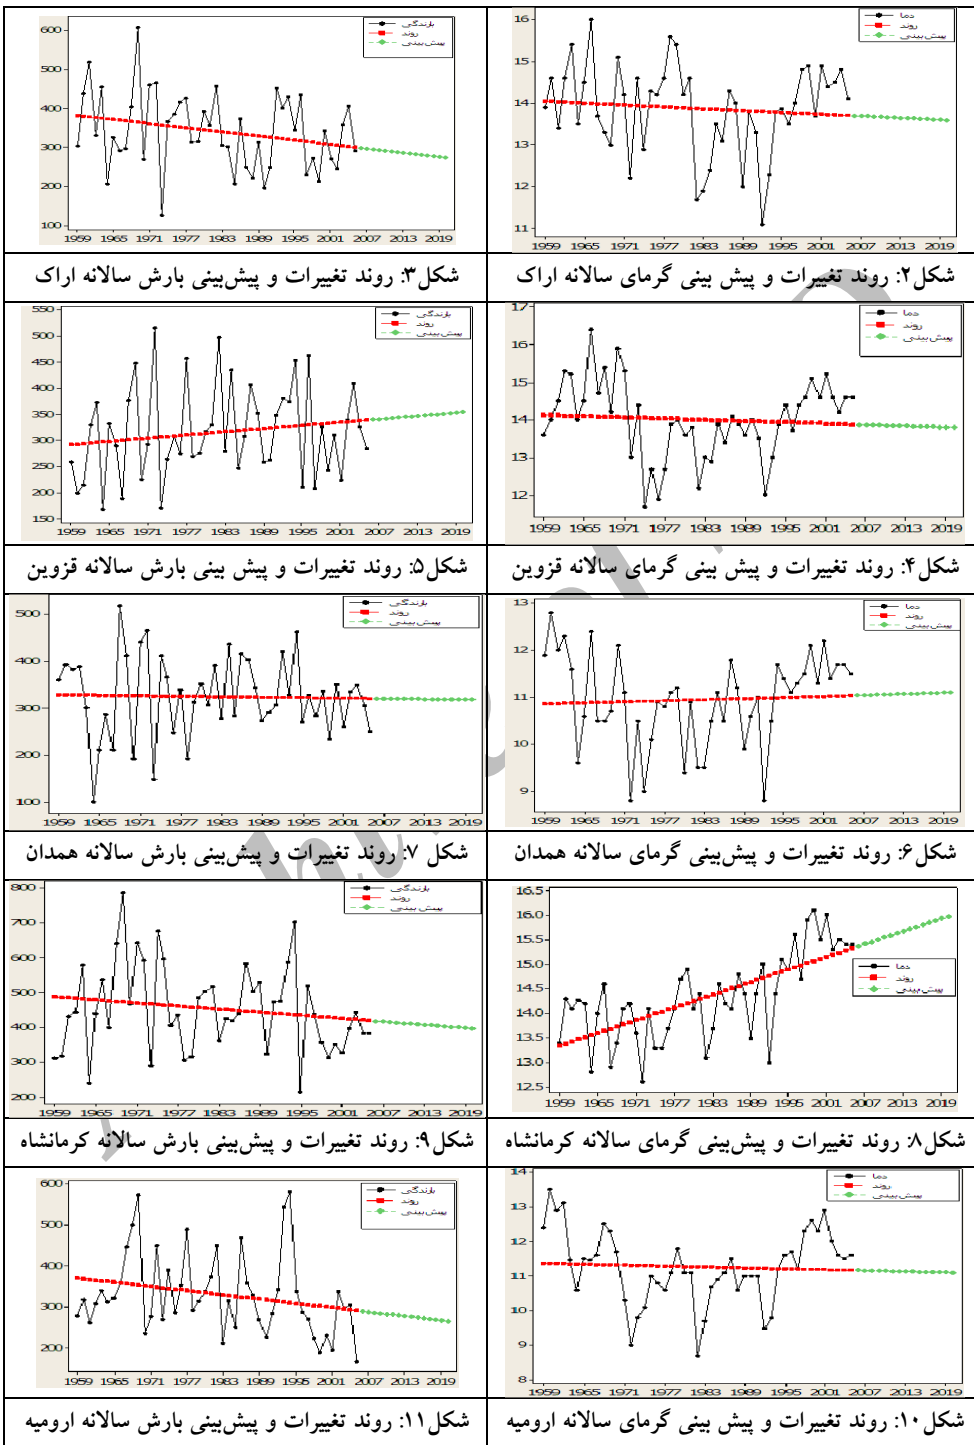 16
15
14
13
12
11
1959 1965 1971 1977 1983 1989 1995 2001 2007 2013 2019
دما
روند
پیش‌بینی
شکل۲: روند تغییرات و پیش بینی گرمای سالانه اراک
600
500
400
300
200
100
1959 1965 1971 1977 1983 1989 1995 2001 2007 2013 2019
بارندگی
روند
پیش‌بینی
شکل۳: روند تغییرات و پیش‌بینی بارش سالانه اراک
17
16
15
14
13
12
1959 1965 1971 1977 1983 1989 1995 2001 2007 2013 2019
دما
روند
پیش‌بینی
شکل۴: روند تغییرات و پیش بینی گرمای سالانه قزوین
550
500
450
400
350
300
250
200
150
1959 1965 1971 1977 1983 1989 1995 2001 2007 2013 2019
بارندگی
روند
پیش‌بینی
شکل۵: روند تغییرات و پیش بینی بارش سالانه قزوین
13
12
11
10
9
1959 1965 1971 1977 1983 1989 1995 2001 2007 2013 2019
دما
روند
پیش‌بینی
شکل۶: روند تغییرات و پیش‌بینی گرمای سالانه همدان
500
400
300
200
100
1959 1965 1971 1977 1983 1989 1995 2001 2007 2013 2019
بارندگی
روند
پیش‌بینی
شکل ۷: روند تغییرات و پیش‌بینی بارش سالانه همدان
16.5
16.0
15.5
15.0
14.5
14.0
13.5
13.0
12.5
1959 1965 1971 1977 1983 1989 1995 2001 2007 2013 2019
دما
روند
پیش‌بینی
شکل۸: روند تغییرات و پیش‌بینی گرمای سالانه کرمانشاه
800
700
600
500
400
300
200
1959 1965 1971 1977 1983 1989 1995 2001 2007 2013 2019
بارندگی
روند
پیش‌بینی
شکل۹: روند تغییرات و پیش‌بینی بارش سالانه کرمانشاه
14
13
12
11
10
9
8
1959 1965 1971 1977 1983 1989 1995 2001 2007 2013 2019
دما
روند
پیش‌بینی
شکل۱۰: روند تغییرات و پیش بینی گرمای سالانه ارومیه
600
500
400
300
200
1959 1965 1971 1977 1983 1989 1995 2001 2007 2013 2019
بارندگی
روند
پیش‌بینی
شکل۱۱: روند تغییرات و پیش‌بینی بارش سالانه ارومیه